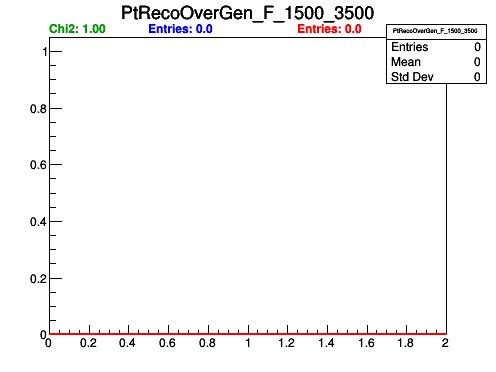 PtRecoOverGen_F_1500_3500
Chi2: 1.00 Entries: 0.0 Entries: 0.0
PtRecoOverGen_F_1500_3500
Entries 0
Mean 0
Std Dev 0
1
0.8
0.6
0.4
0.2
0
0 0.2 0.4 0.6 0.8 1 1.2 1.4 1.6 1.8 2